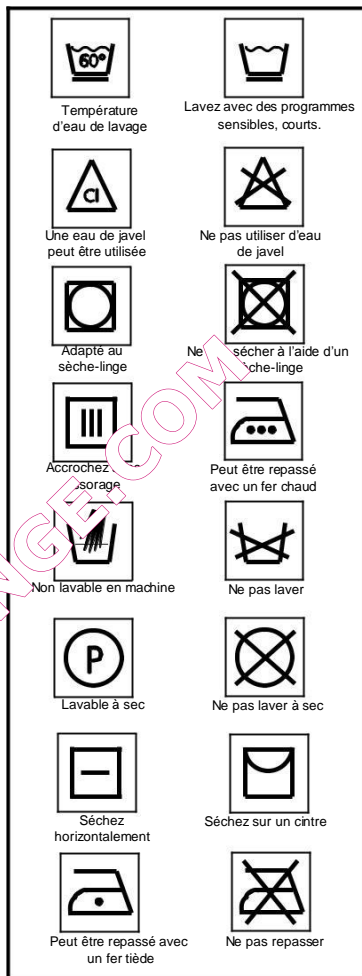 60°
Température
d'eau de lavage
Lavez avec des programmes
sensibles, courts.
Cl
Une eau de javel
peut être utilisée
Ne pas utiliser d'eau
de javel
Adapté au
sèche-linge
Ne sécher à l'aide d'un
Accrochez
Peut être repassé
avec un fer chaud
Non lavable en machine
Ne pas laver
P
Lavable à sec
Ne pas laver à sec
Séchez
horizontalement
Séchez sur un cintre
Peut être repassé avec
un fer tiède
Ne pas repasser
NGE.COM